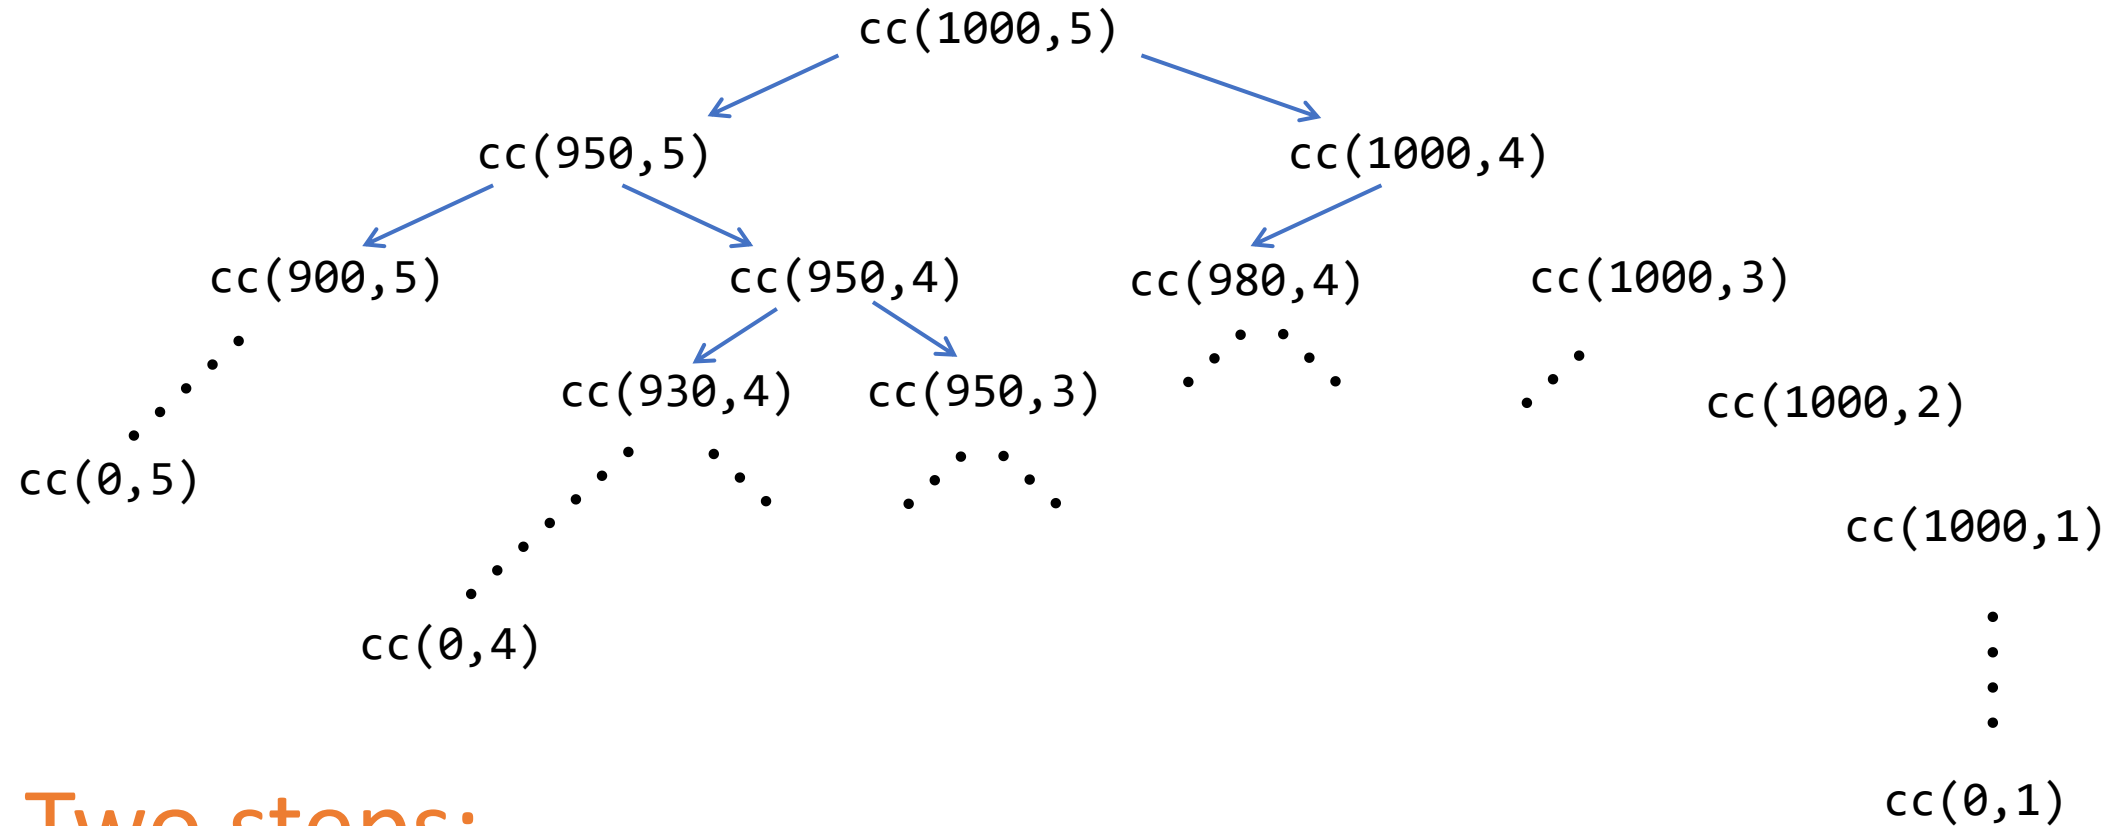 cc(1000,5)
cc(950,5) cc(1000,4)
cc(900,5) cc(950,4) cc(980,4) cc(1000,3)
cc(930,4) cc(950,3) cc(1000,2)
cc(0,5)
cc(1000,1)
cc(0,4)
cc(0,1)
Two steps: